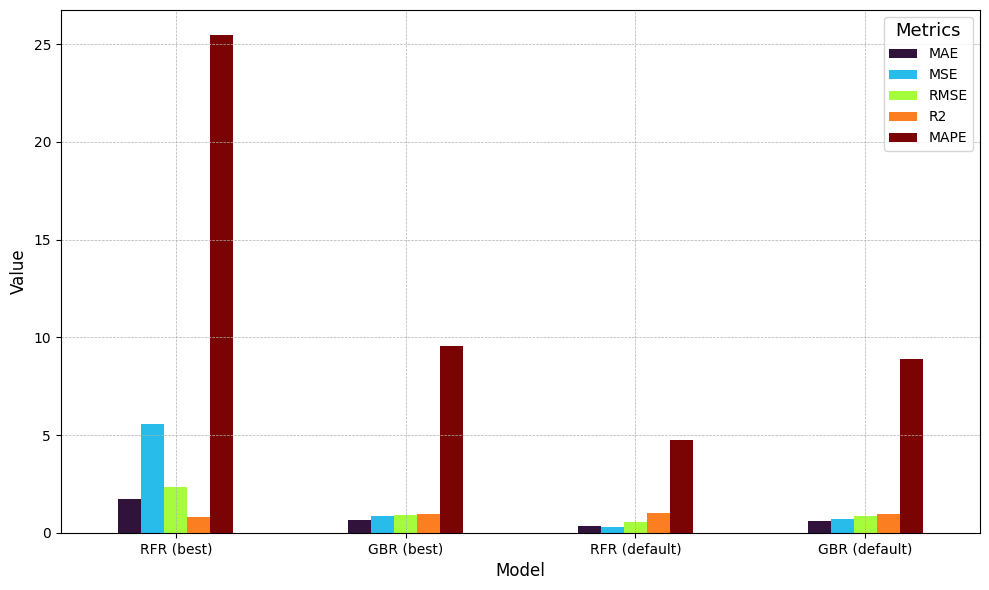 Metrics
MAE
MSE
RMSE
R2
MAPE
25
20
15
10
5
0
Value
RFR (best)
GBR (best)
RFR (default)
GBR (default)
Model